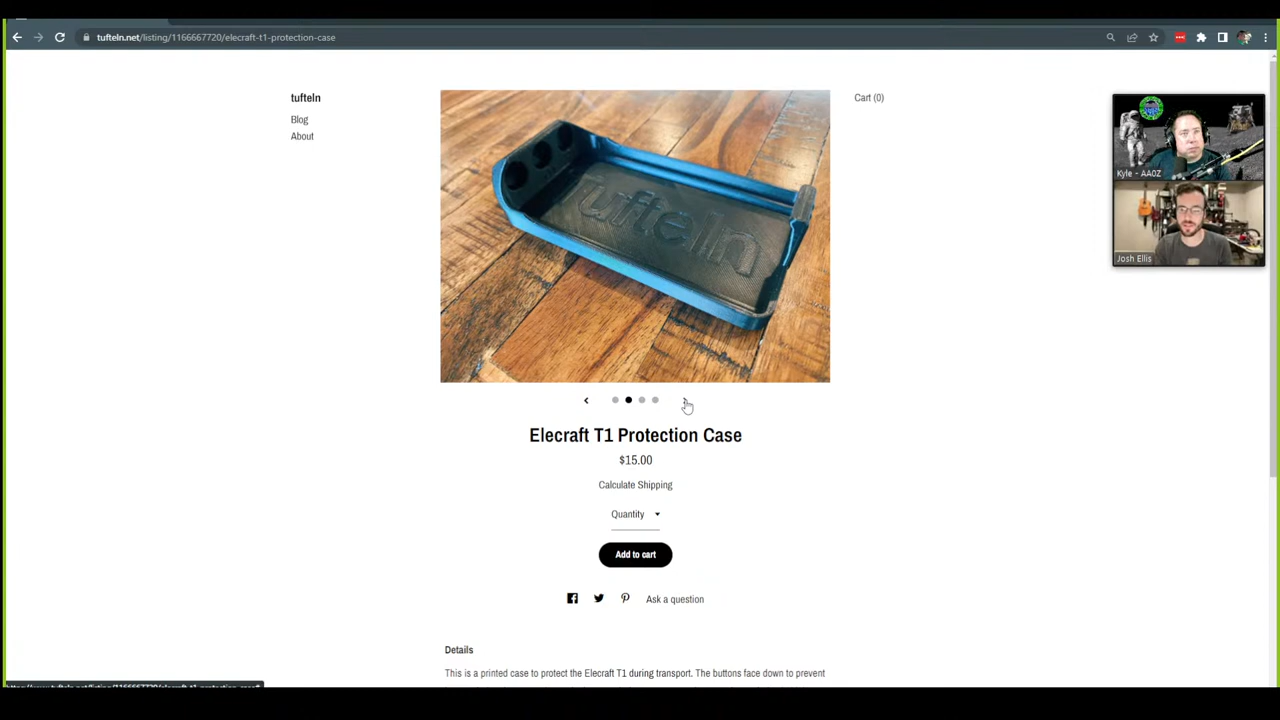 tufteln.net/listing/1166667720/elecraft-t1-protection-case
tufteln
Blog
About
Cart (0)
tufteln
Kyle - AA0Z
Josh Ellis
Elecraft T1 Protection Case
$15.00
Calculate Shipping
Quantity
Add to cart
Ask a question
Details
This is a printed case to protect the Elecraft T1 during transport. The buttons face down to prevent